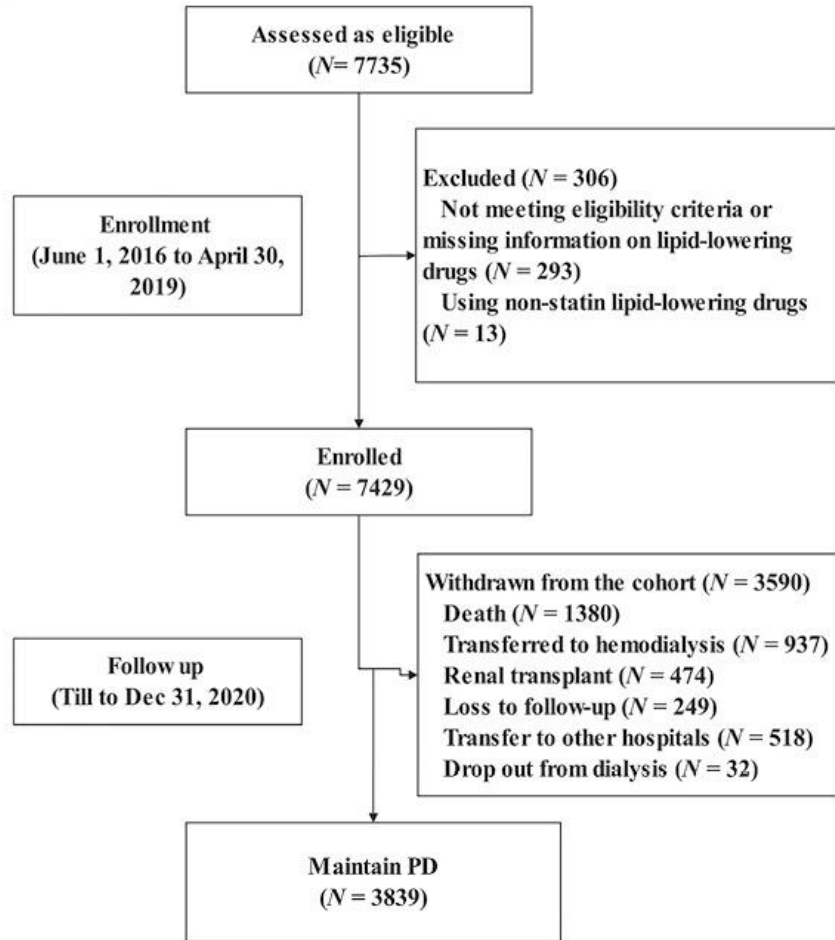 Assessed as eligible
(N= 7735)
Excluded (N = 306)
Not meeting eligibility criteria or
missing information on lipid-lowering
drugs (N = 293)
Using non-statin lipid-lowering drugs
(N = 13)
Enrollment
(June 1, 2016 to April 30,
2019)
Enrolled
(N = 7429)
Withdrawn from the cohort (N = 3590)
Death (N = 1380)
Transferred to hemodialysis (N = 937)
Renal transplant (N = 474)
Loss to follow-up (N = 249)
Transfer to other hospitals (N = 518)
Drop out from dialysis (N = 32)
Follow up
(Till to Dec 31, 2020)
Maintain PD
(N = 3839)